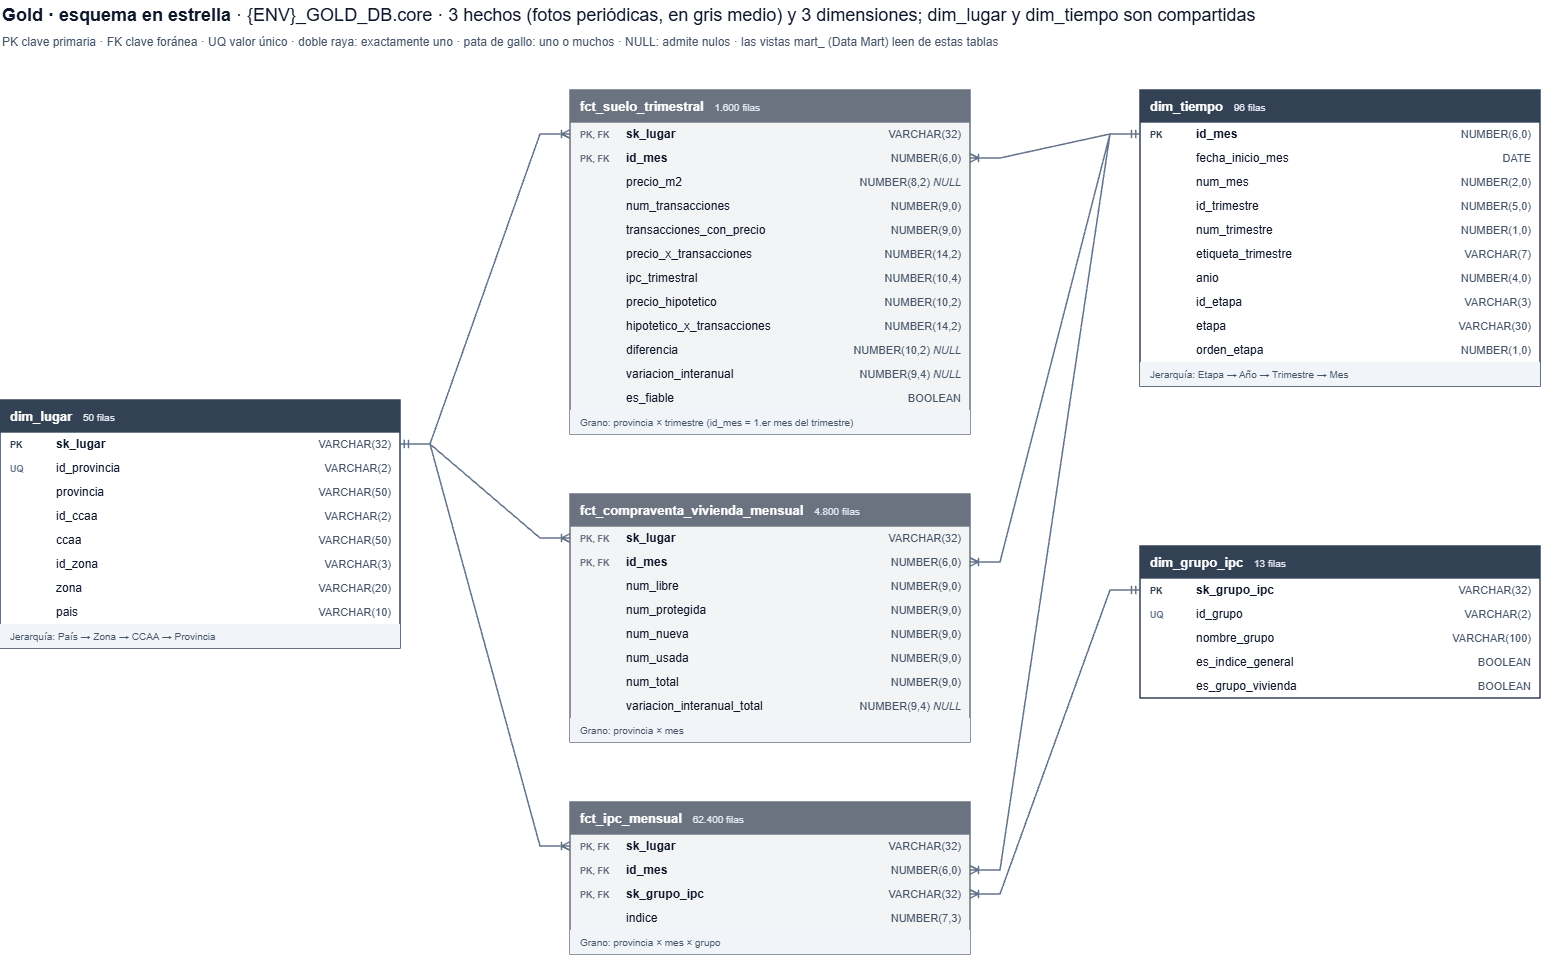 Gold · esquema en estrella · {ENV}_GOLD_DB.core · 3 hechos (fotos periódicas, en gris medio) y 3 dimensiones; dim_lugar y dim_tiempo son compartidas
PK clave primaria · FK clave foránea · UQ valor único · doble raya: exactamente uno · pata de gallo: uno o muchos · NULL: admite nulos · las vistas mart_ (Data Mart) leen de estas tablas
dim_lugar 50 filas
PK sk_lugar VARCHAR(32)
UQ id_provincia VARCHAR(2)
provincia VARCHAR(50)
id_ccaa VARCHAR(2)
ccaa VARCHAR(50)
id_zona VARCHAR(3)
zona VARCHAR(20)
pais VARCHAR(10)
Jerarquía: País → Zona → CCAA → Provincia
fct_suelo_trimestral 1.600 filas
PK, FK sk_lugar VARCHAR(32)
PK, FK id_mes NUMBER(6,0)
precio_m2 NUMBER(8,2) NULL
num_transacciones NUMBER(9,0)
transacciones_con_precio NUMBER(9,0)
precio_x_transacciones NUMBER(14,2)
ipc_trimestral NUMBER(10,4)
precio_hipotetico NUMBER(10,2)
hipotetico_x_transacciones NUMBER(14,2)
diferencia NUMBER(10,2) NULL
variacion_interanual NUMBER(9,4) NULL
es_fiable BOOLEAN
Grano: provincia × trimestre (id_mes = 1.er mes del trimestre)
fct_compraventa_vivienda_mensual 4.800 filas
PK, FK sk_lugar VARCHAR(32)
PK, FK id_mes NUMBER(6,0)
num_libre NUMBER(9,0)
num_protegida NUMBER(9,0)
num_nueva NUMBER(9,0)
num_usada NUMBER(9,0)
num_total NUMBER(9,0)
variacion_interanual_total NUMBER(9,4) NULL
Grano: provincia × mes
fct_ipc_mensual 62.400 filas
PK, FK sk_lugar VARCHAR(32)
PK, FK id_mes NUMBER(6,0)
PK, FK sk_grupo_ipc VARCHAR(32)
indice NUMBER(7,3)
Grano: provincia × mes × grupo
dim_tiempo 96 filas
PK id_mes NUMBER(6,0)
fecha_inicio_mes DATE
num_mes NUMBER(2,0)
id_trimestre NUMBER(5,0)
num_trimestre NUMBER(1,0)
etiqueta_trimestre VARCHAR(7)
anio NUMBER(4,0)
id_etapa VARCHAR(3)
etapa VARCHAR(30)
orden_etapa NUMBER(1,0)
Jerarquía: Etapa → Año → Trimestre → Mes
dim_grupo_ipc 13 filas
PK sk_grupo_ipc VARCHAR(32)
UQ id_grupo VARCHAR(2)
nombre_grupo VARCHAR(100)
es_indice_general BOOLEAN
es_grupo_vivienda BOOLEAN